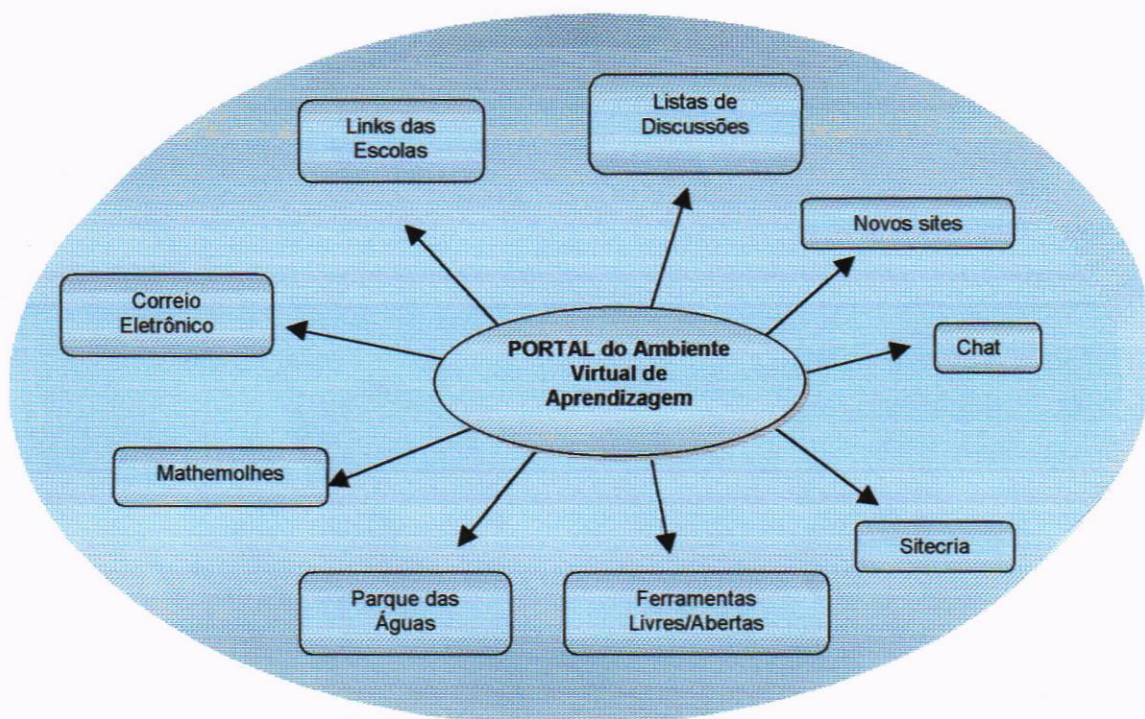 Links das
Escolas
Listas de
Discussões
Novos sites
Correio
Eletrônico
PORTAL do Ambiente
Virtual de
Aprendizagem
Chat
Mathemolhes
Sitecria
Parque das
Águas
Ferramentas
Livres/Abertas